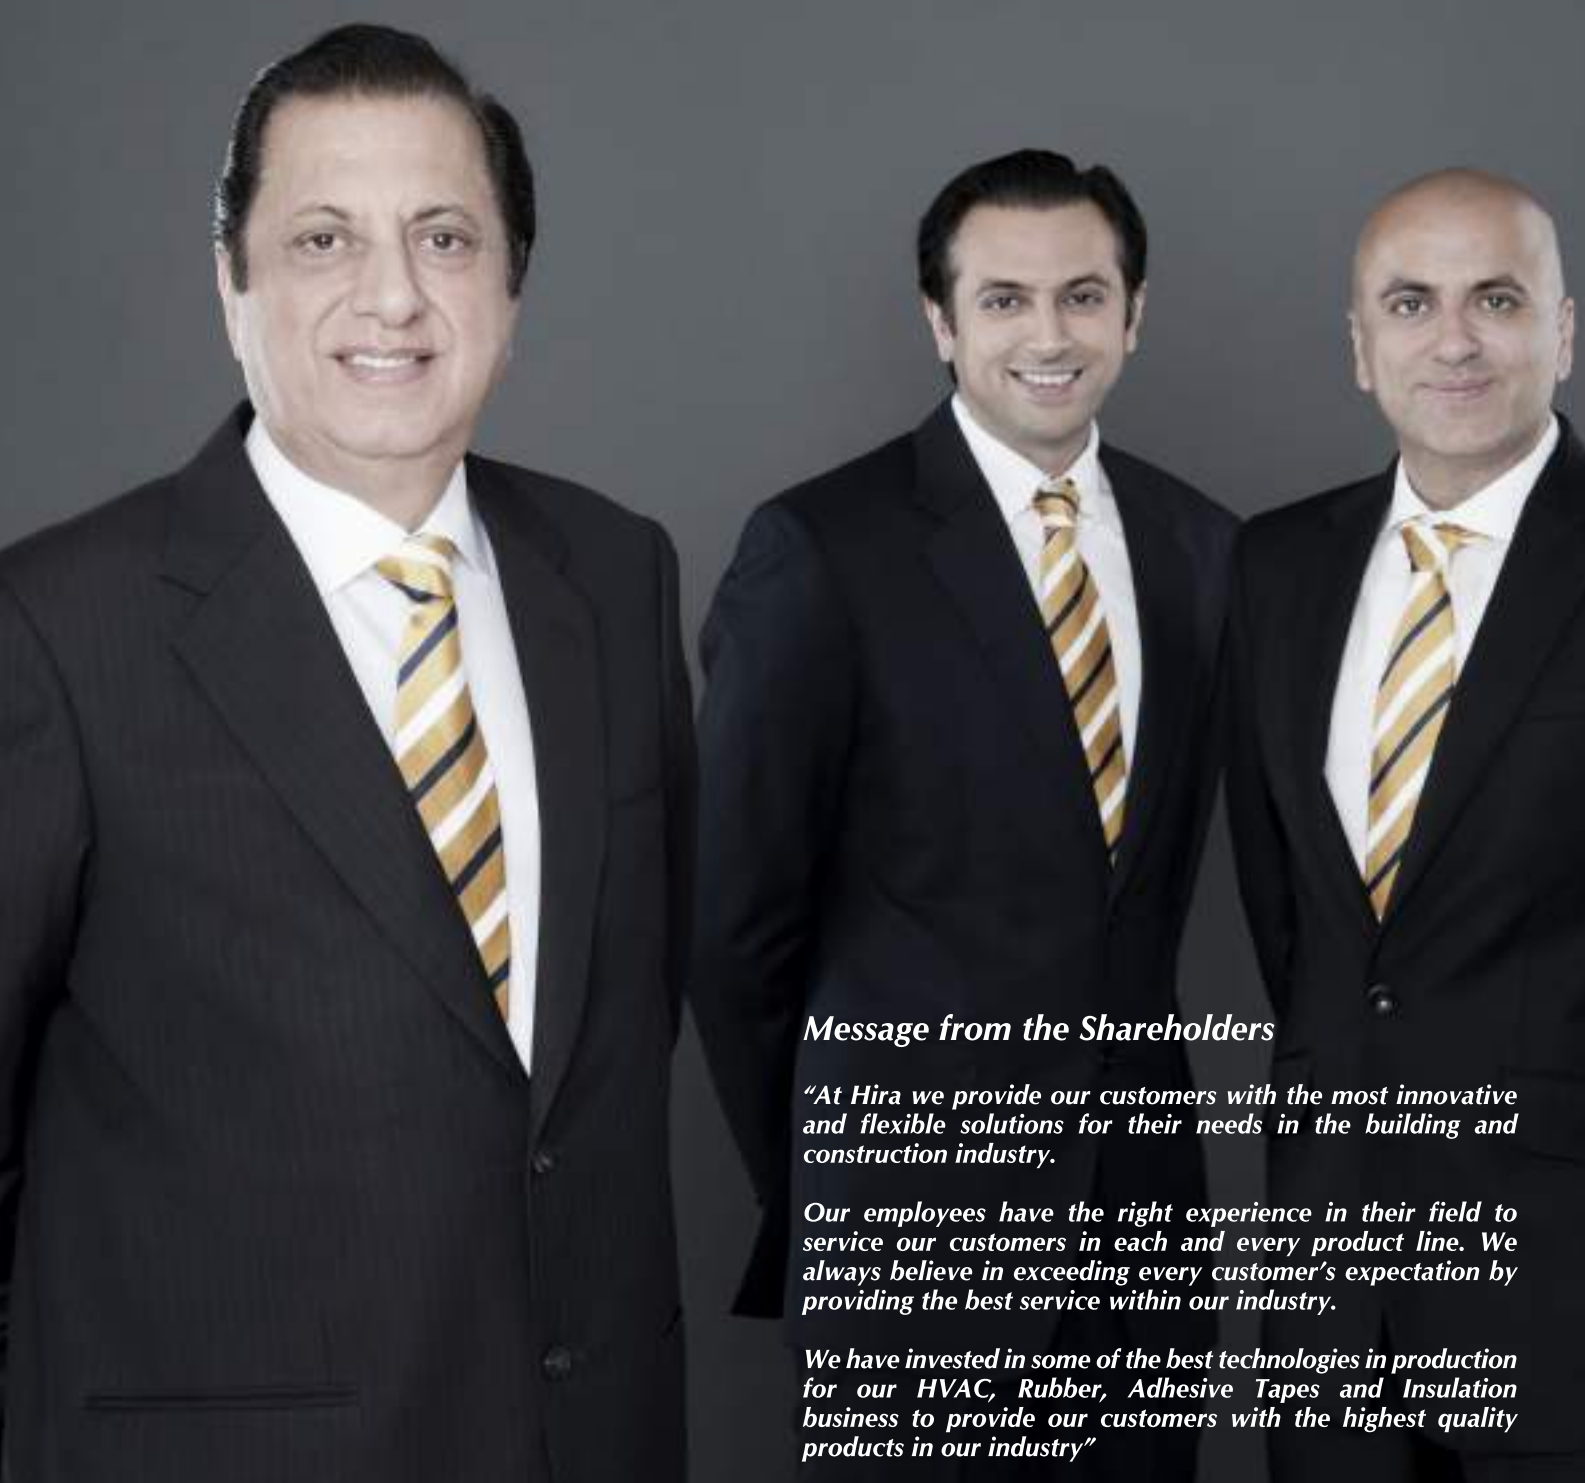 Message from the Shareholders
“At Hira we provide our customers with the most innovative
and flexible solutions for their needs in the building and
construction industry.
Our employees have the right experience in their field to
service our customers in each and every product line. We
always believe in exceeding every customer’s expectation by
providing the best service within our industry.
We have invested in some of the best technologies in production
for our HVAC, Rubber, Adhesive Tapes and Insulation
business to provide our customers with the highest quality
products in our industry”